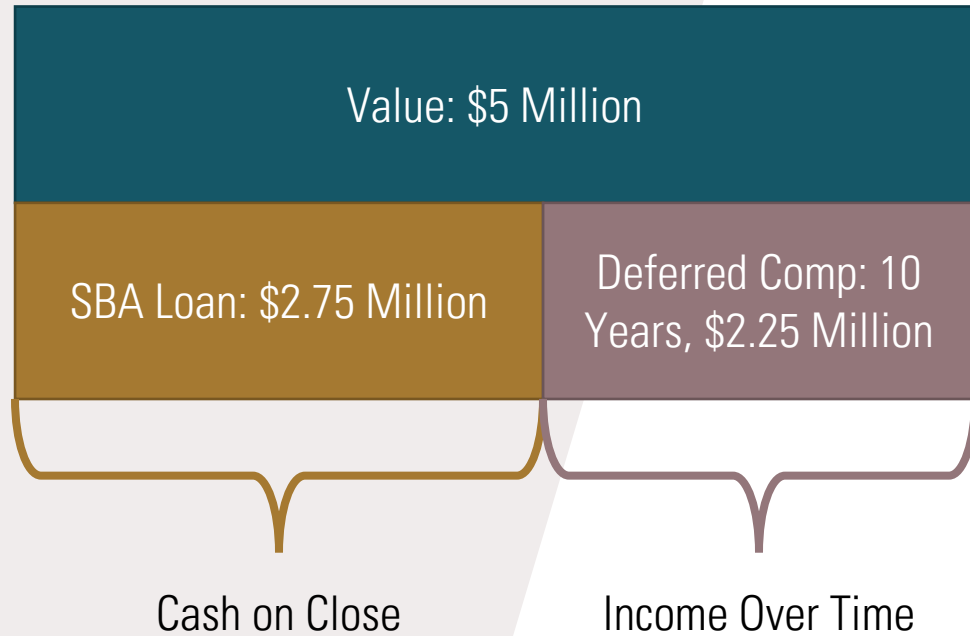 Value: $5 Million
SBA Loan: $2.75 Million
Deferred Comp: 10
Years, $2.25 Million
Cash on Close
Income Over Time